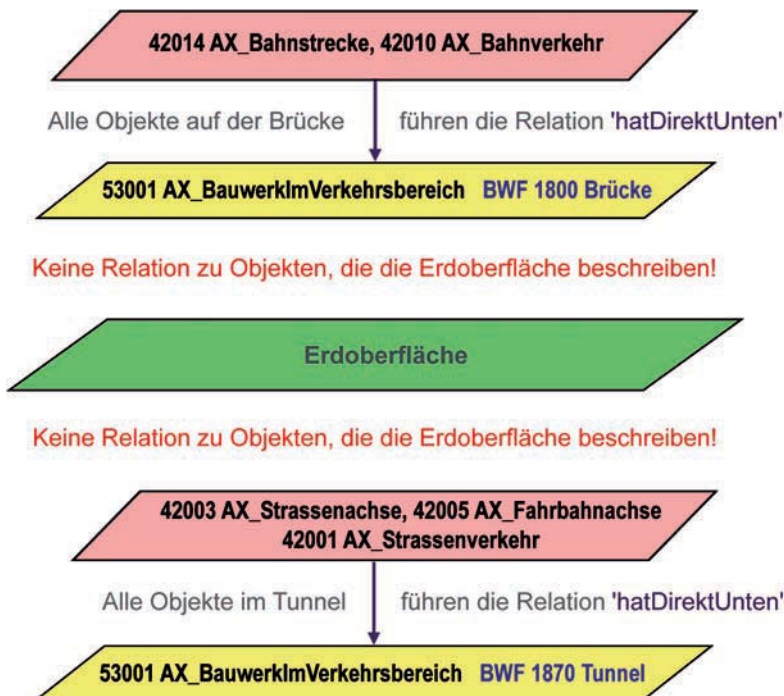 42014 AX_Bahnstrecke, 42010 AX_Bahnverkehr
Alle Objekte auf der Brücke führen die Relation 'hatDirektUnten'
53001 AX_BauwerkImVerkehrsbereich BWF 1800 Brücke
Keine Relation zu Objekten, die die Erdoberfläche beschreiben!
Erdoberfläche
Keine Relation zu Objekten, die die Erdoberfläche beschreiben!
42003 AX_Strassenachse, 42005 AX_Fahrbahnachse
42001 AX_Strassenverkehr
Alle Objekte im Tunnel führen die Relation 'hatDirektUnten'
53001 AX_BauwerkImVerkehrsbereich BWF 1870 Tunnel